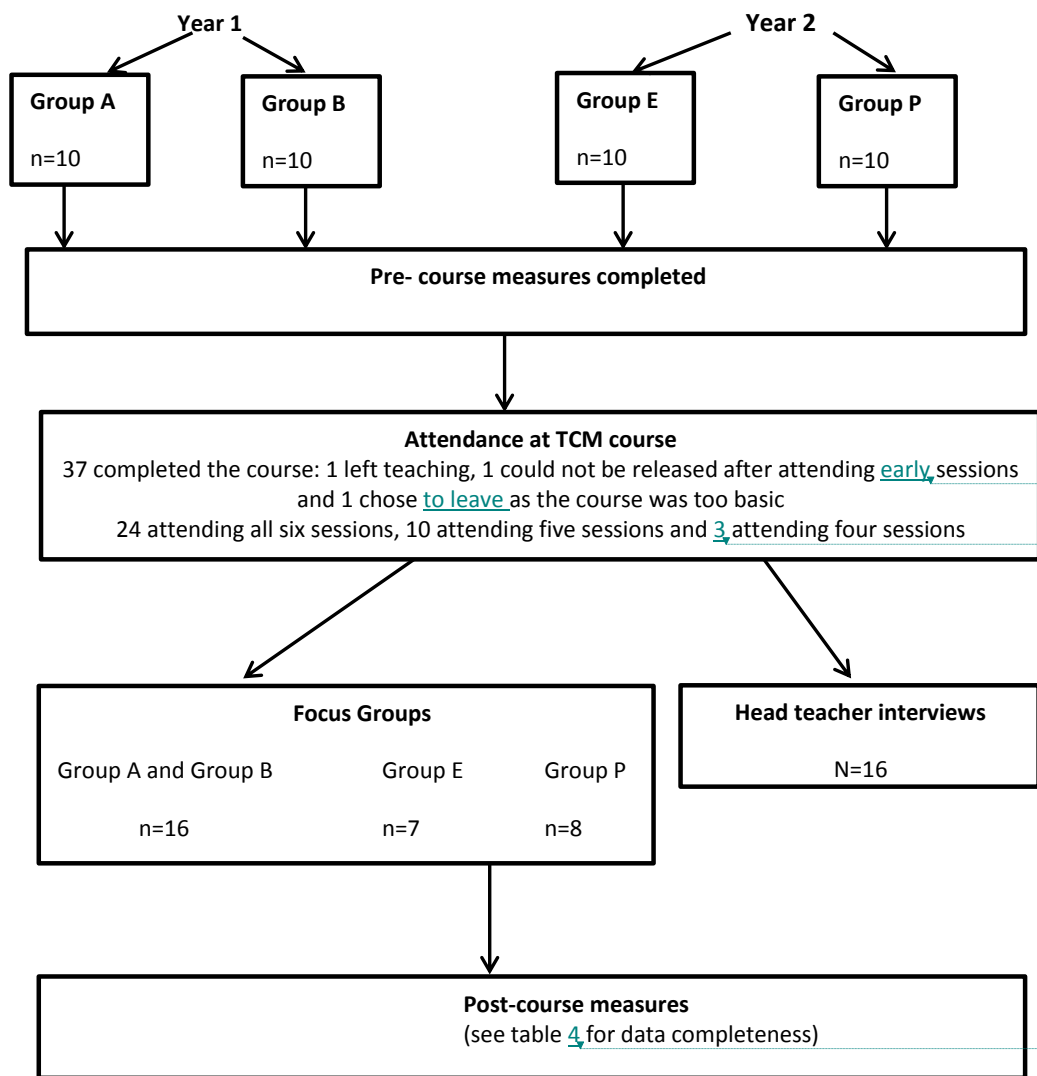 Year 1
Year 2
Group A
n=10
Group B
n=10
Group E
n=10
Group P
n=10
Pre- course measures completed
Attendance at TCM course
37 completed the course: 1 left teaching, 1 could not be released after attending early sessions
and 1 chose to leave as the course was too basic
24 attending all six sessions, 10 attending five sessions and 3 attending four sessions
Focus Groups
Group A and Group B Group E Group P
n=16 n=7 n=8
Head teacher interviews
N=16
Post-course measures
(see table 4 for data completeness)